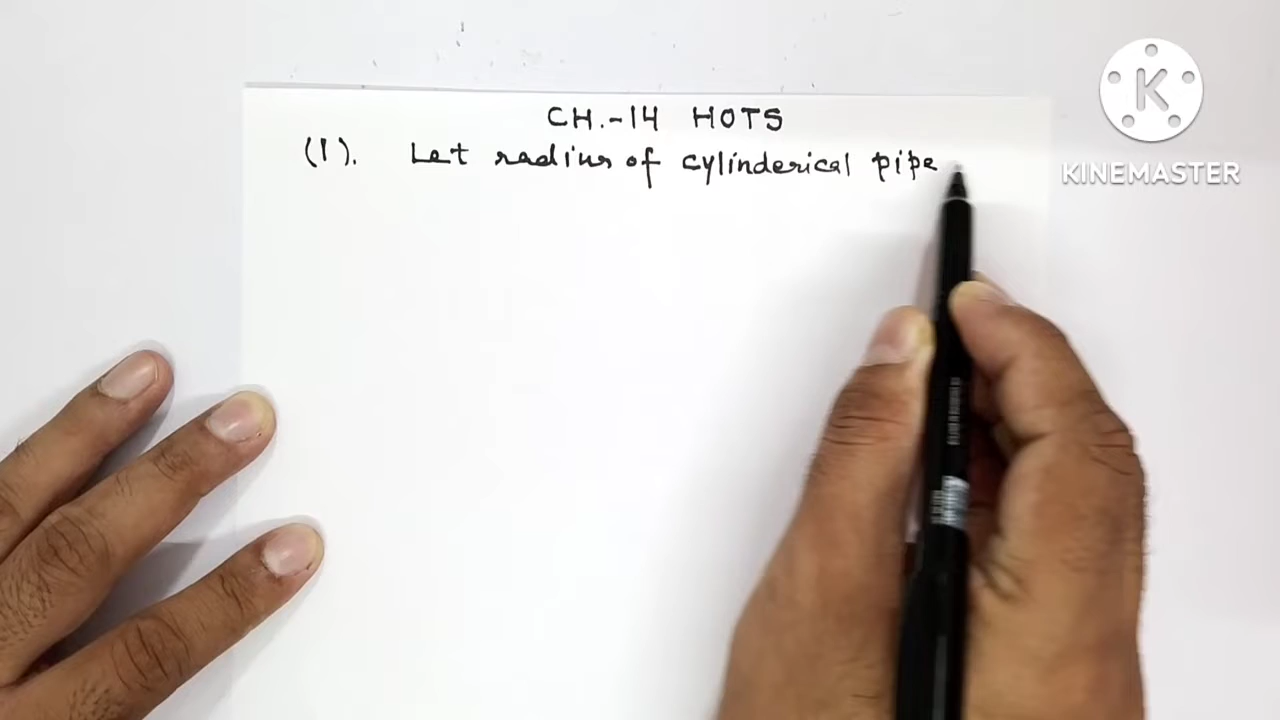 CH.-14 HOTS
(1). Let radius of cylinderical pipe
K
KINEMASTER